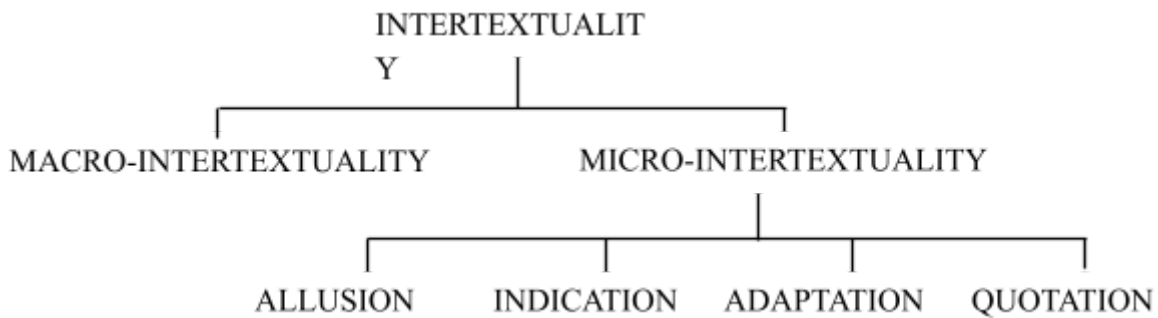 INTERTEXTUALIT
Y
MACRO-INTERTEXTUALITY MICRO-INTERTEXTUALITY
ALLUSION INDICATION ADAPTATION QUOTATION